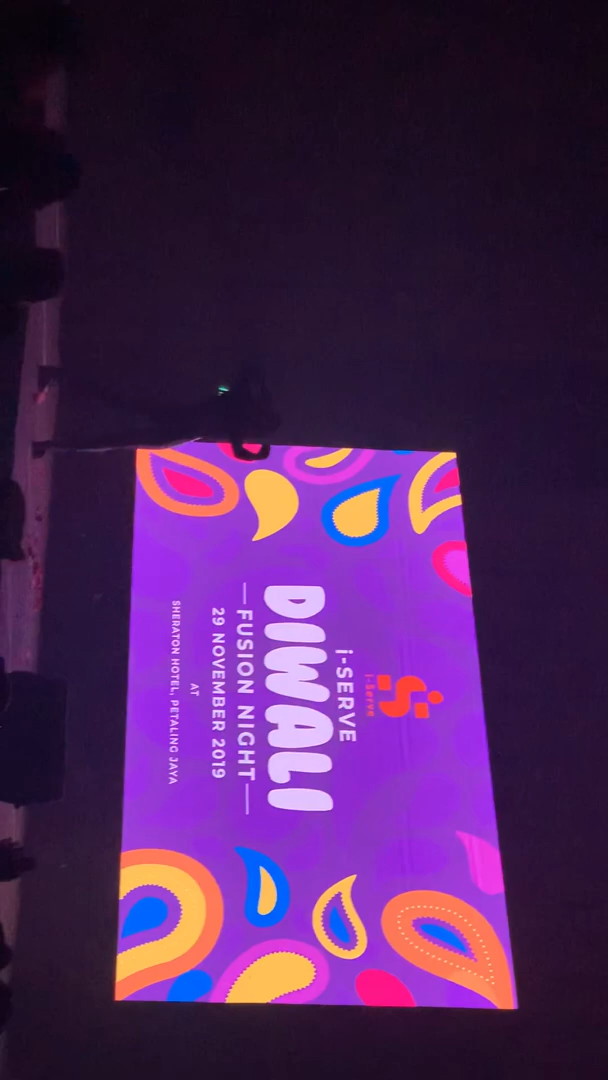 i-Serve
i-SERVE
DIWALI
FUSION NIGHT
29 NOVEMBER 2019
AT
SHERATON HOTEL, PETALING JAYA